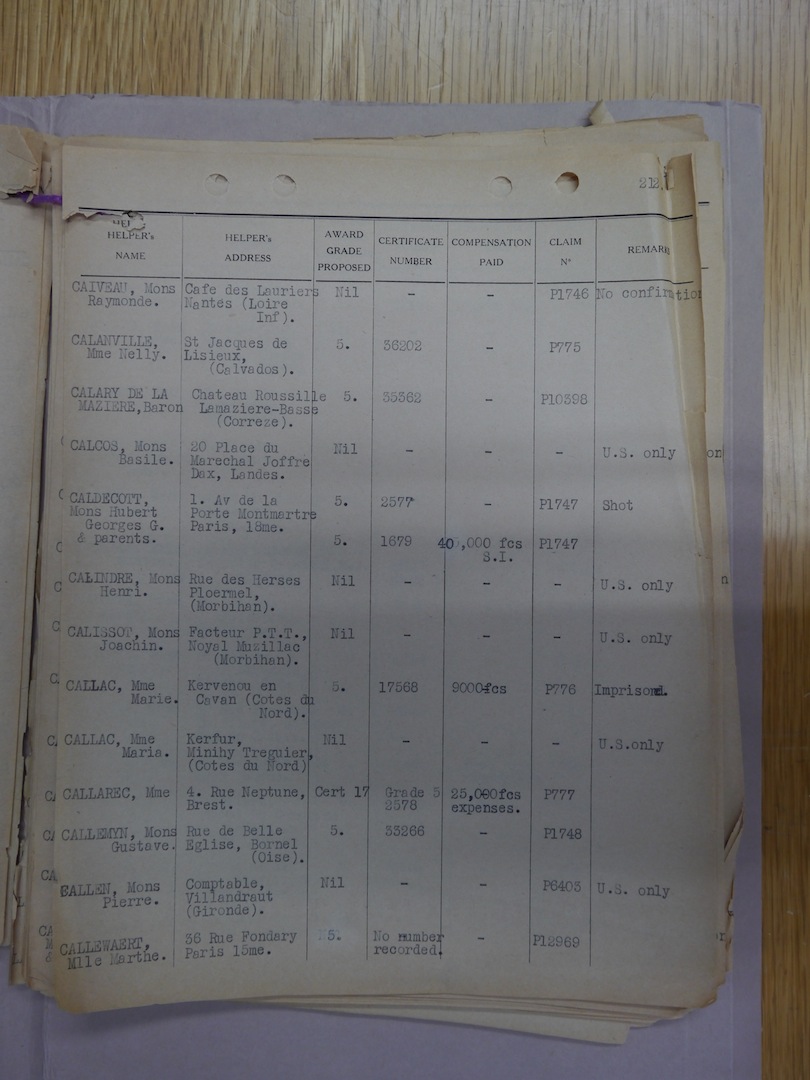 212.
HELPER's NAME HELPER's ADDRESS AWARD GRADE PROPOSED CERTIFICATE NUMBER COMPENSATION PAID CLAIM Nº REMARK
CAIVEAU, Mons Cafe des Lauriers Nil - - P1746 No confirmation
Raymonde. Nantes (Loire
Inf).
CALANVILLE, St Jacques de 5. 36202 - P775
Mme Nelly. Lisieux,
(Calvados).
CALARY DE LA Chateau Roussille 5. 35362 - P10398
MAZIERE, Baron Lamaziere-Basse
(Correze).
CALCOS, Mons 20 Place du Nil - - - U.S. only
Basile. Marechal Joffre
Dax, Landes.
CALDECOTT, 1. Av de la 5. 2577 - P1747 Shot
Mons Hubert Porte Montmartre
Georges G. Paris, 18me.
& parents. 5. 1679 40,000 fcs P1747
S.I.
CALINDRE, Mons Rue des Herses Nil - - - U.S. only
Henri. Ploermel,
(Morbihan).
CALISSOT, Mons Facteur P.T.T., Nil - - - U.S. only
Joachin. Noyal Muzillac
(Morbihan).
CALLAC, Mme Kervenou en 5. 17568 9000fcs P776 Imprisond.
Marie. Cavan (Cotes du
Nord).
CALLAC, Mme Kerfur, Nil - - - U.S.only
Maria. Minihy Treguier,
(Cotes du Nord)
CALLAREC, Mme 4. Rue Neptune, Cert 17 Grade 5 25,000fcs P777
Brest. 2578 expenses.
CALLEMYN, Mons Rue de Belle 5. 33266 - P1748
Gustave. Eglise, Bornel
(Oise).
CALLEN, Mons Comptable, Nil - - P6403 U.S. only
Pierre. Villandraut
(Gironde).
CALLEWAERT, 36 Rue Fondary 5. No number - P12969
Mlle Marthe. Paris 15me. recorded.